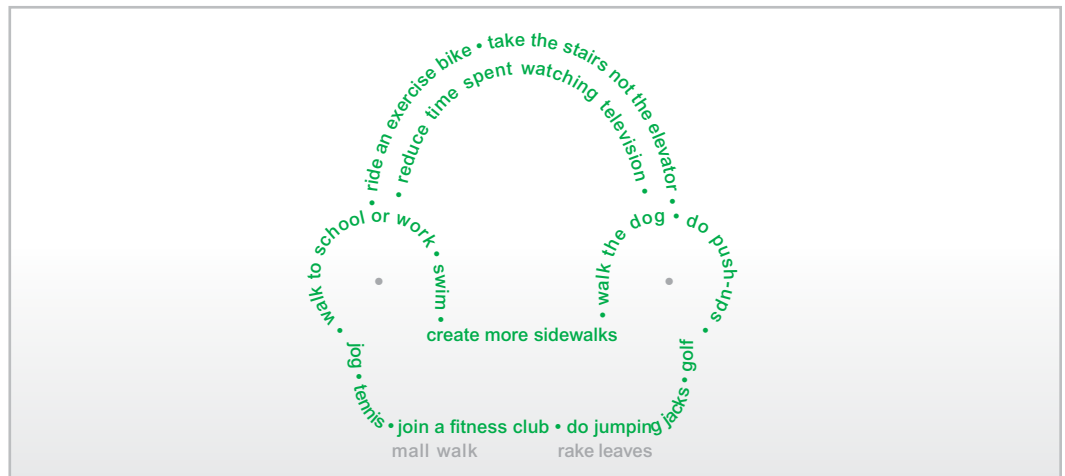 • ride an exercise bike • take the stairs not the elevator •
• reduce time spent watching television •
walk to school or work • swim •
• walk the dog • do push-ups •
create more sidewalks
• jog • tennis •
golf •
join a fitness club • do jumping jacks
mall walk
rake leaves